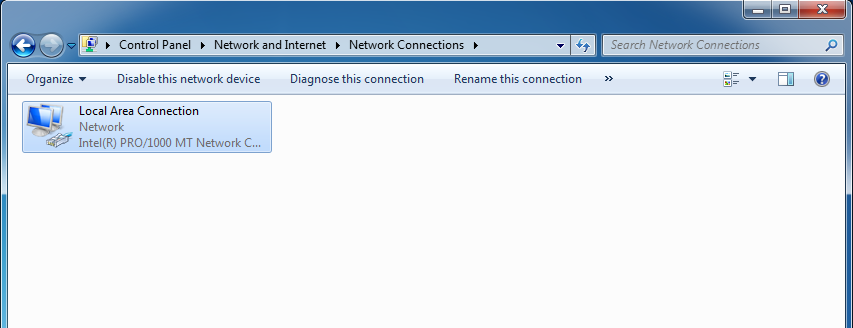 Control Panel Network and Internet Network Connections Search Network Connections
Organize Disable this network device Diagnose this connection Rename this connection »
Local Area Connection
Network
Intel(R) PRO/1000 MT Network C...